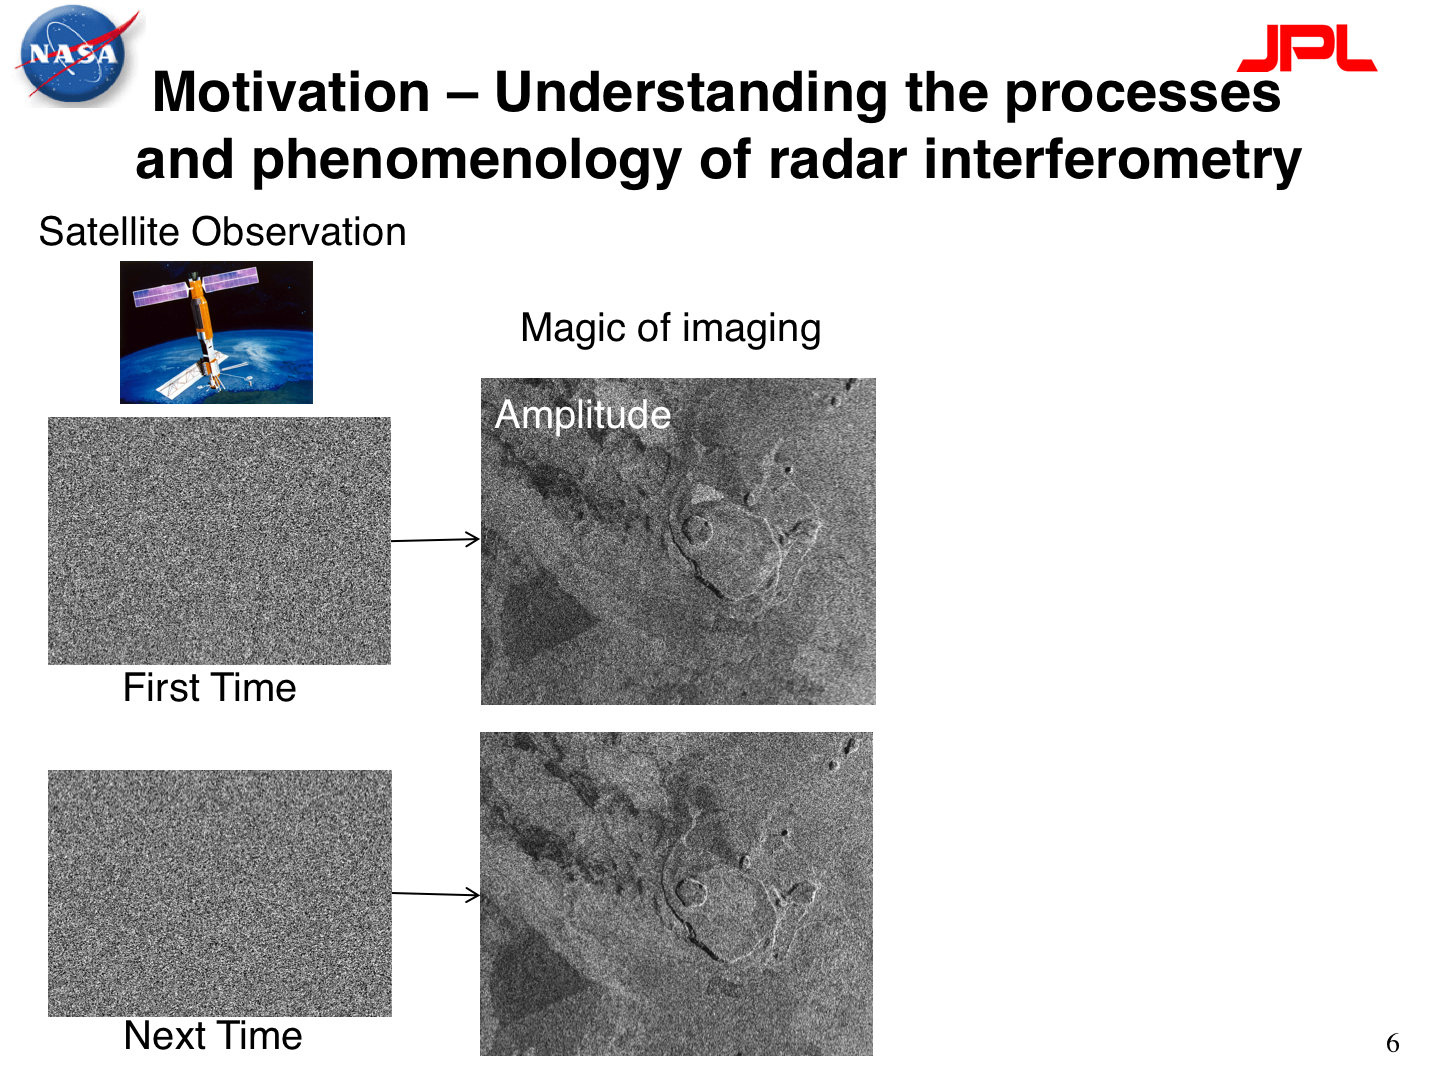 NASA
JPL
Motivation – Understanding the processes
and phenomenology of radar interferometry
Satellite Observation
Magic of imaging
Amplitude
First Time
Next Time
6